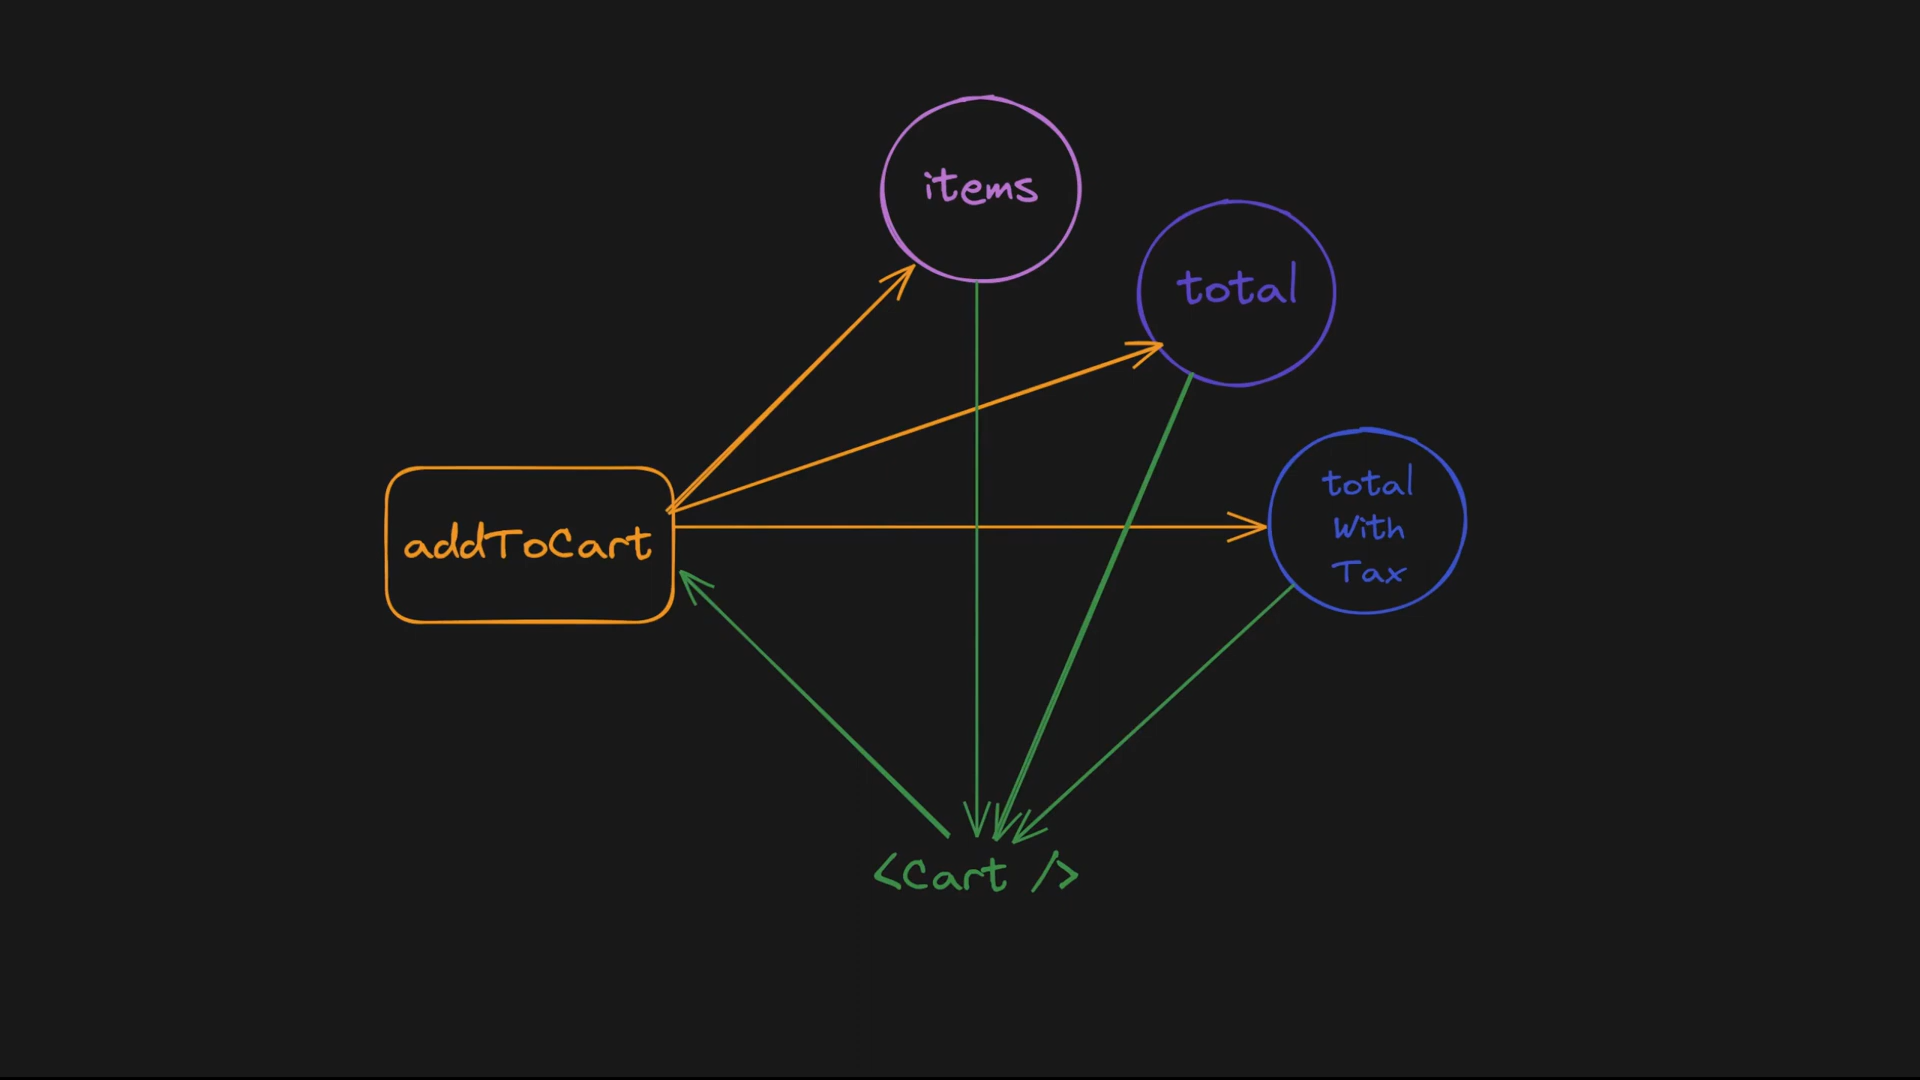 items
total
total
With
Tax
addToCart
<Cart />